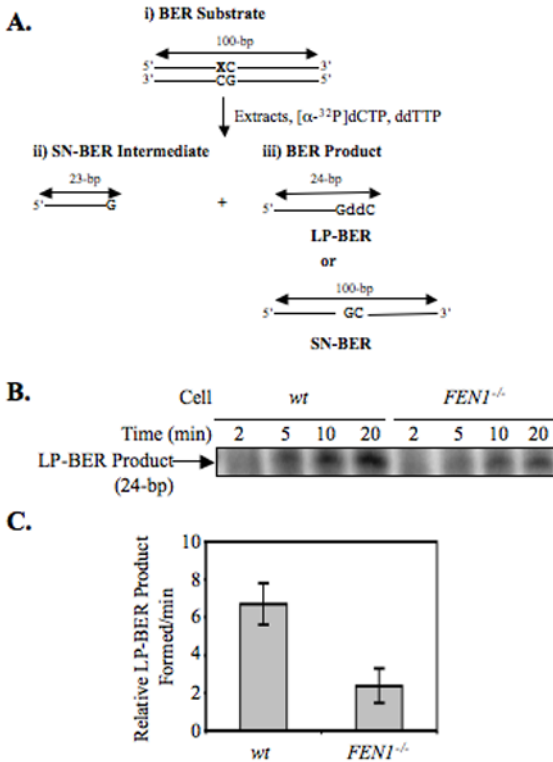 A.
i) BER Substrate
100-bp
5' XC 3'
3' CG 5'
Extracts, [α-³²P]dCTP, ddTTP
ii) SN-BER Intermediate iii) BER Product
23-bp 24-bp
5' G + 5' GddC
LP-BER
or
100-bp
5' GC 3'
SN-BER
B.
Cell wt FEN1-/-
Time (min) 2 5 10 20 2 5 10 20
LP-BER Product
(24-bp)
C.
Relative LP-BER Product
Formed/min
10
8
6
4
2
0
wt FEN1-/-